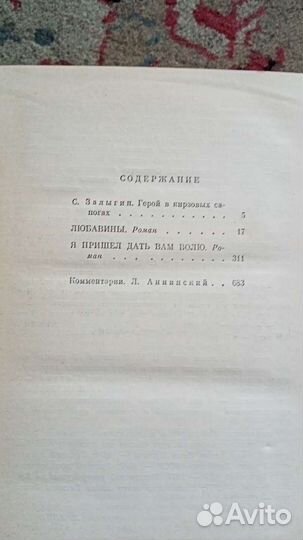 СОДЕРЖАНИЕ
С. Залыгин. Герой в кирзовых са-
погах . . . . . . . . . . . 5
ЛЮБАВИНЫ. Роман . . . . . . 17
Я ПРИШЕЛ ДАТЬ ВАМ ВОЛЮ. Ро-
ман . . . . . . . . . . 311
Комментарии. Л. Аннинский . . 683
Avito